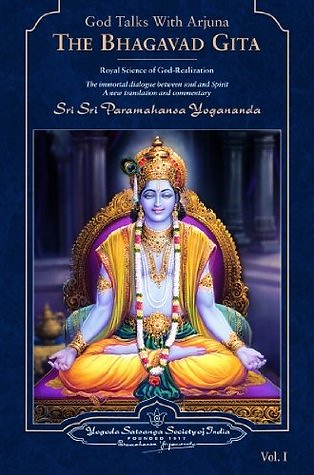 God Talks With Arjuna
THE BHAGAVAD GITA
Royal Science of God-Realization
The immortal dialogue between soul and Spirit
A new translation and commentary
Sri Sri Paramahansa Yogananda
Yogoda Satsanga Society of India
FOUNDED 1917
Paramahansa Yogananda
Vol. I